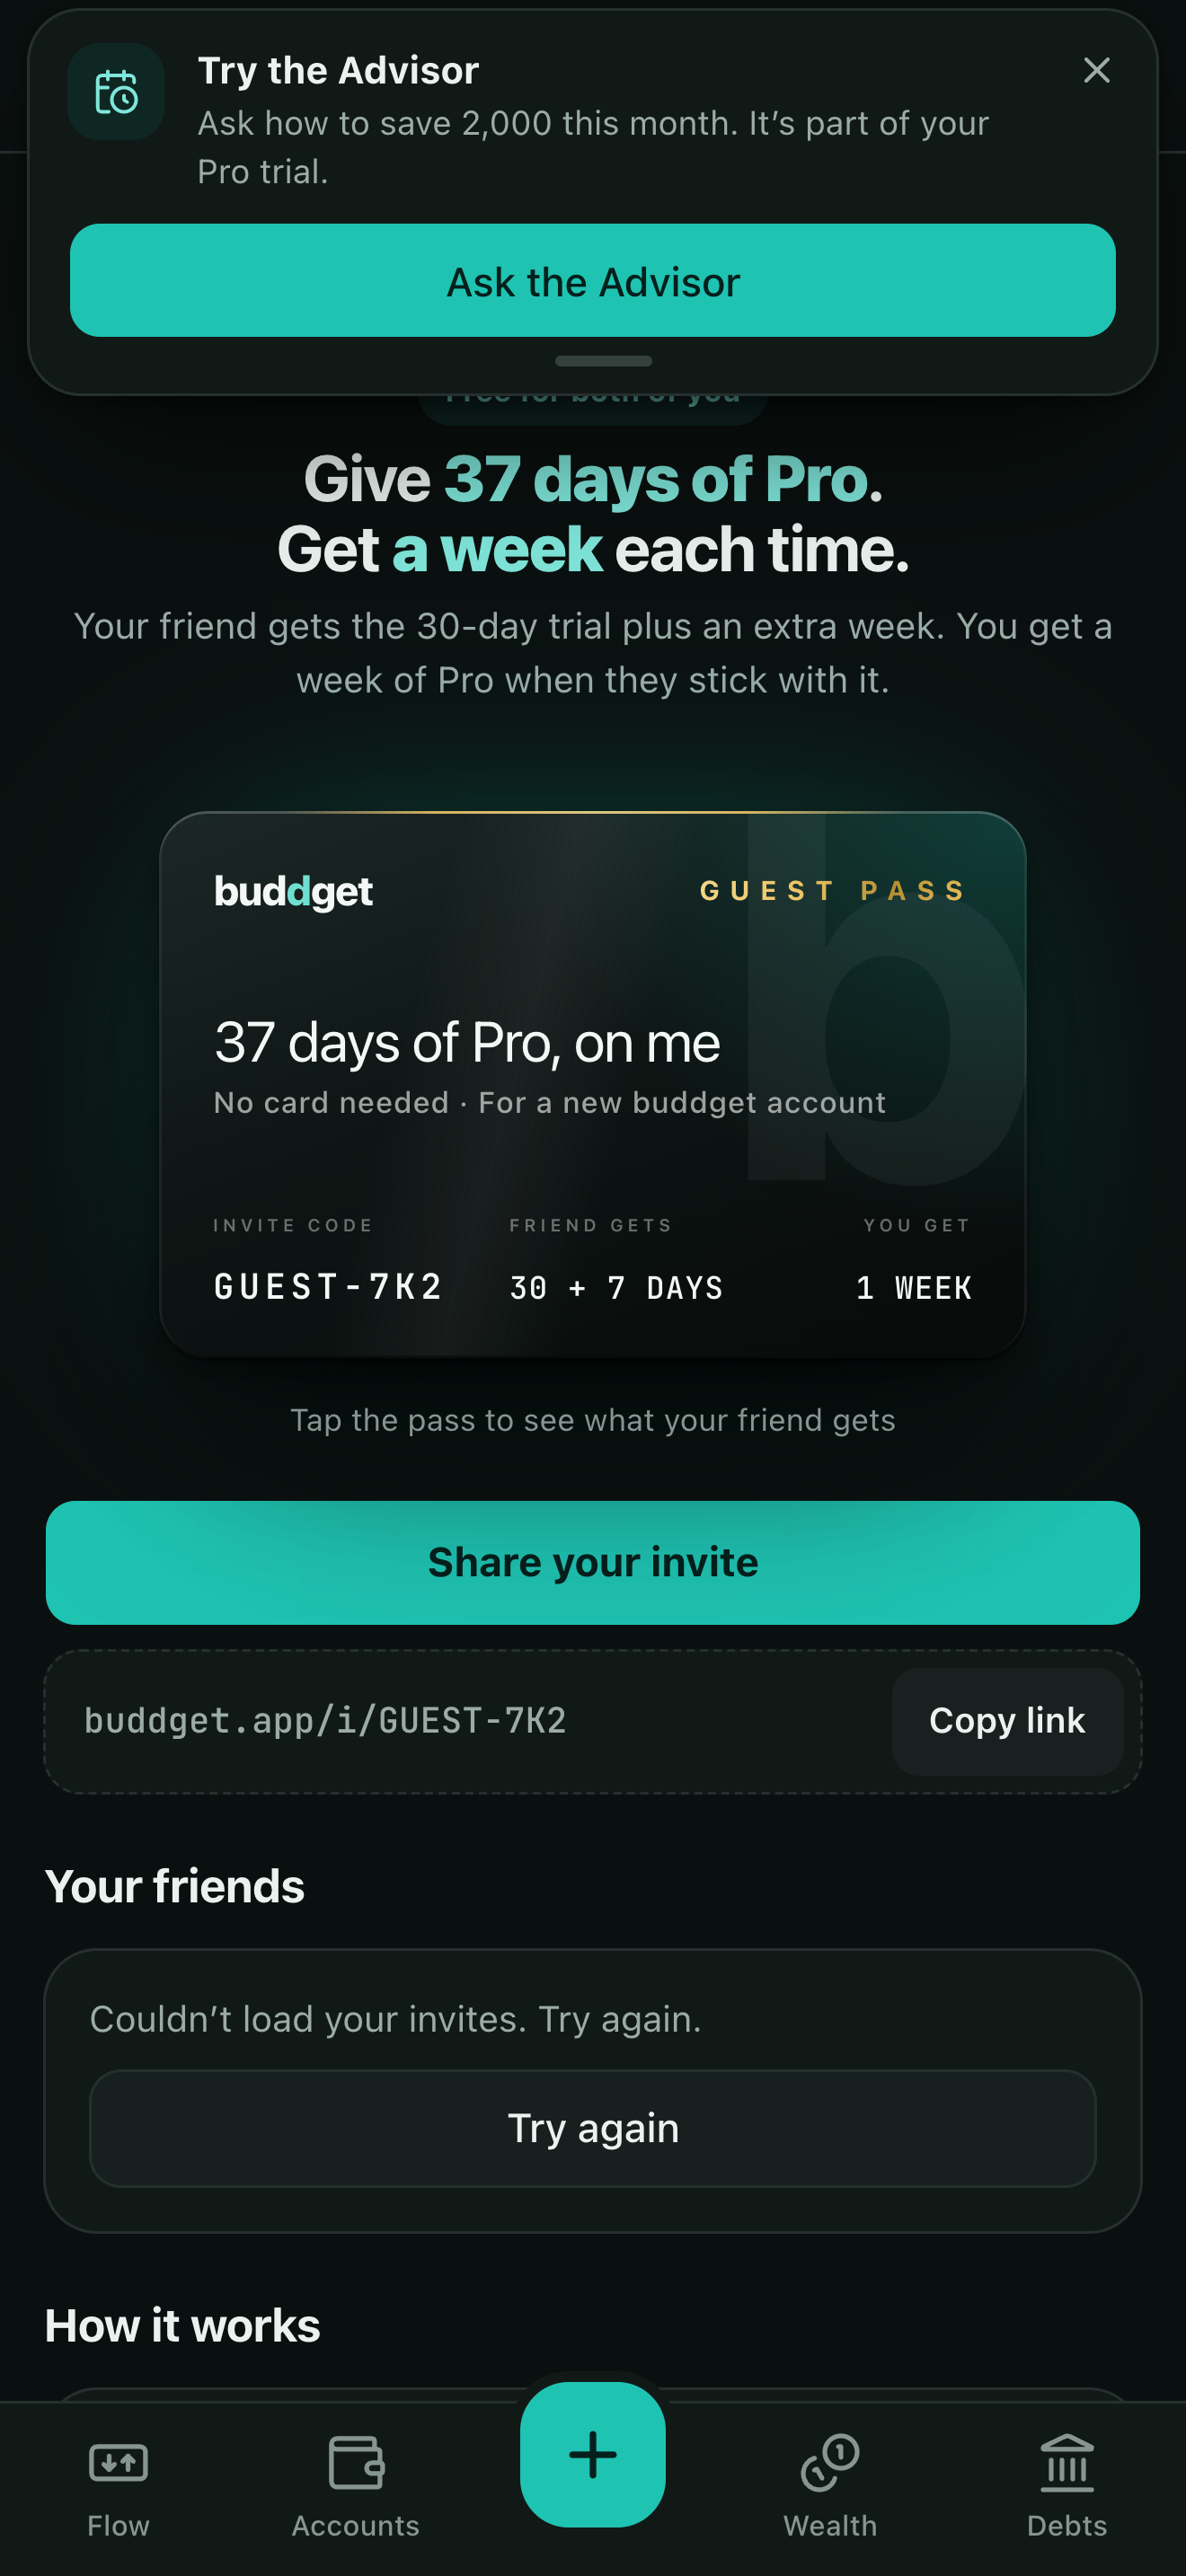 Try the Advisor
Ask how to save 2,000 this month. It’s part of your
Pro trial.
Ask the Advisor
Free for both of you
Give 37 days of Pro.
Get a week each time.
Your friend gets the 30-day trial plus an extra week. You get a
week of Pro when they stick with it.
buddget
GUEST PASS
37 days of Pro, on me
No card needed · For a new buddget account
INVITE CODE
FRIEND GETS
YOU GET
GUEST-7K2
30 + 7 DAYS
1 WEEK
Tap the pass to see what your friend gets
Share your invite
buddget.app/i/GUEST-7K2
Copy link
Your friends
Couldn’t load your invites. Try again.
Try again
How it works
Flow
Accounts
Wealth
Debts